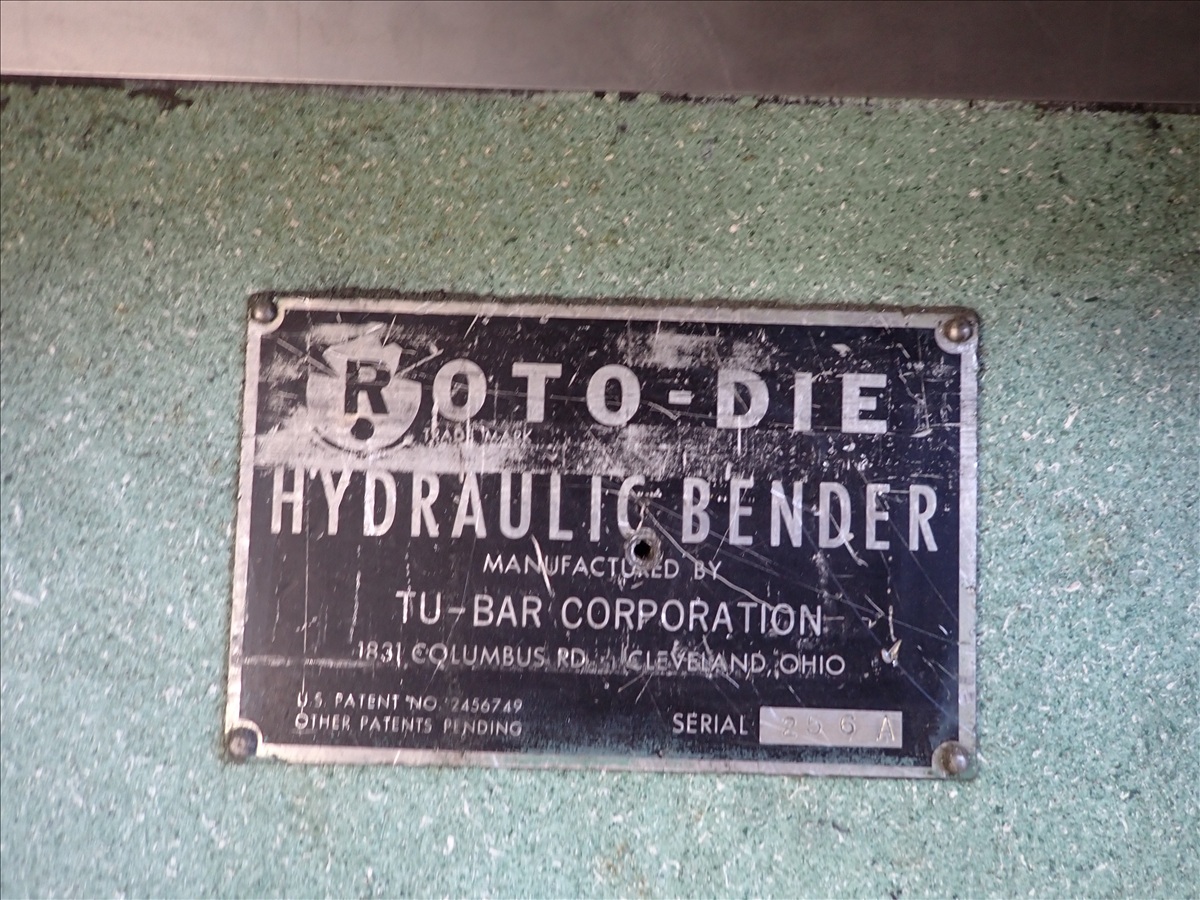 ROTO-DIE
TRADE MARK
HYDRAULIC BENDER
MANUFACTURED BY
TU-BAR CORPORATION
1831 COLUMBUS RD. CLEVELAND, OHIO
U.S. PATENT NO. 2456749
OTHER PATENTS PENDING
SERIAL 256A